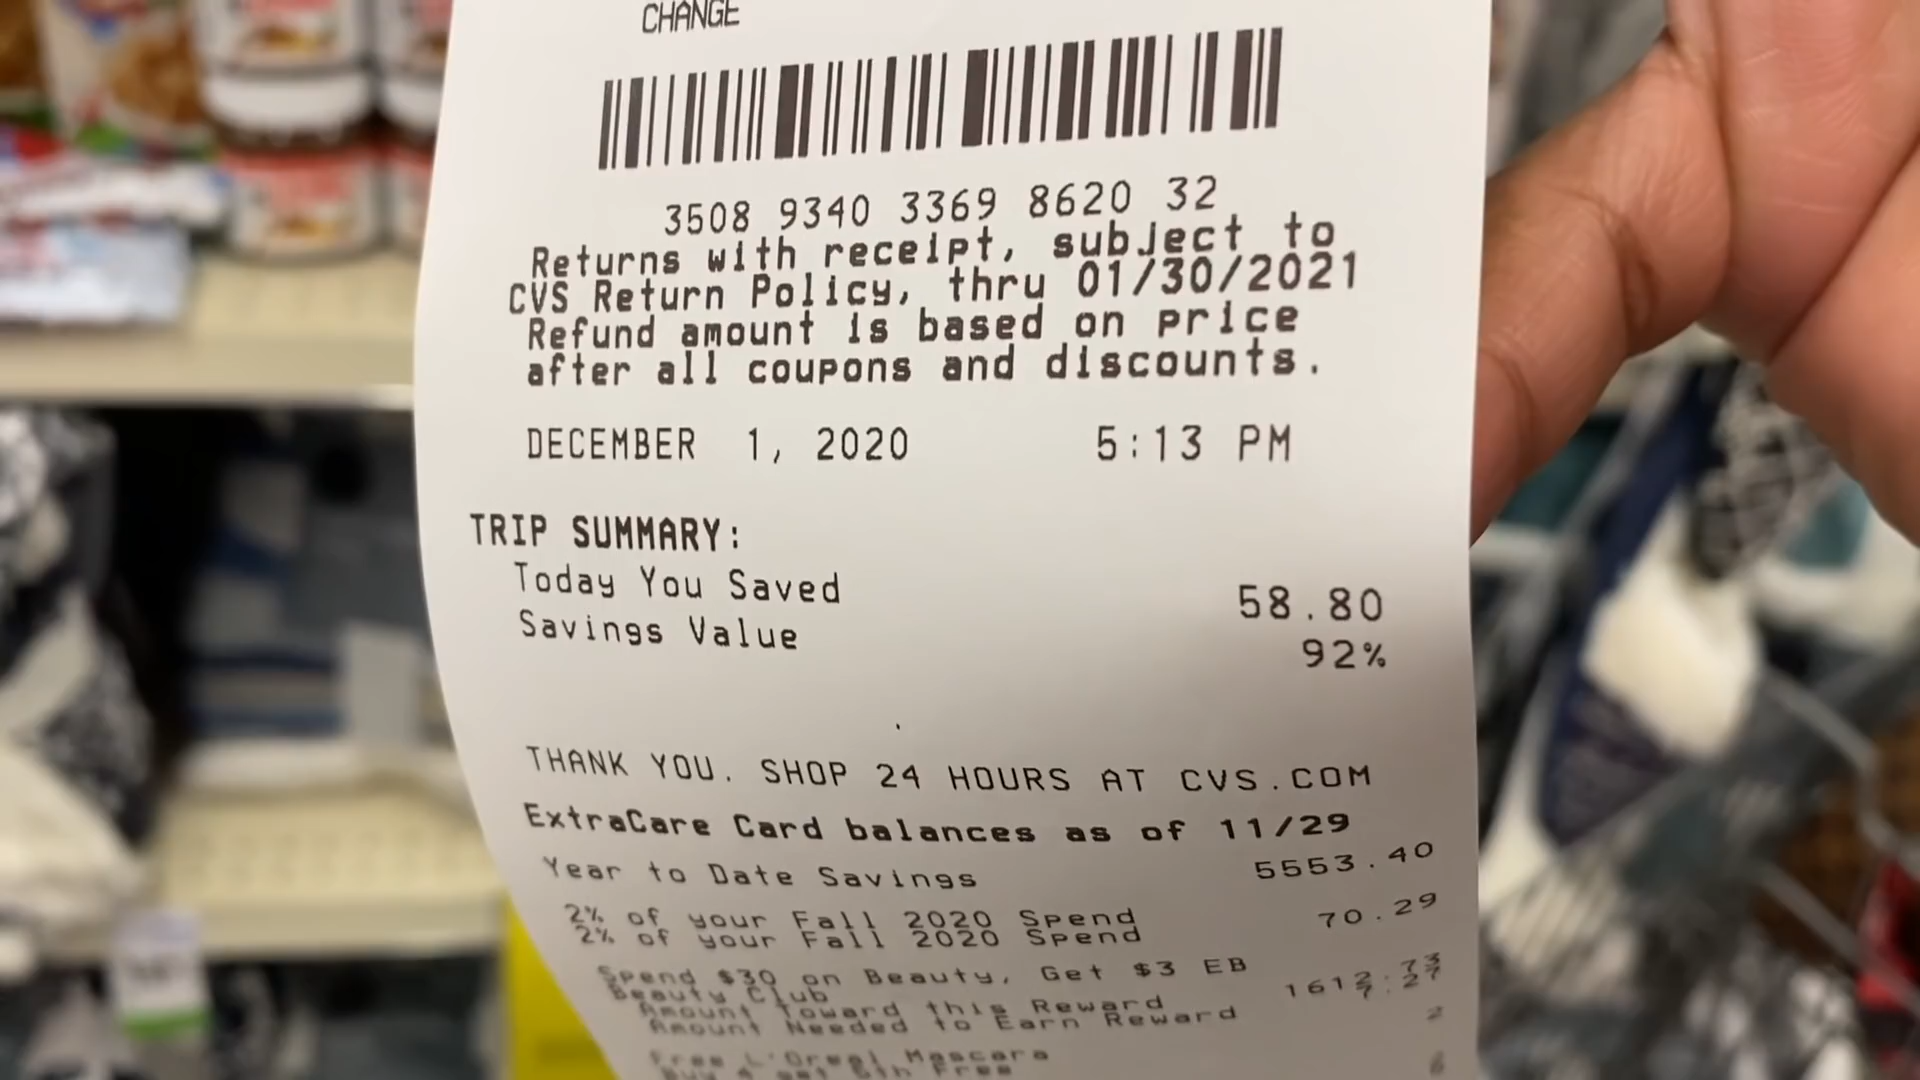 CHANGE
3508 9340 3369 8620 32
Returns with receipt, subject to
CVS Return Policy, thru 01/30/2021
Refund amount is based on price
after all coupons and discounts.
DECEMBER 1, 2020 5:13 PM
TRIP SUMMARY:
Today You Saved 58.80
Savings Value 92%
THANK YOU. SHOP 24 HOURS AT CVS.COM
ExtraCare Card balances as of 11/29
Year to Date Savings 5553.40
2% of your Fall 2020 Spend 70.29
2% of your Fall 2020 Spend
Spend $30 on Beauty, Get $3 EB
Beauty Club
Amount Toward this Reward
Amount Needed to Earn Reward
Free L'Oreal Mascara